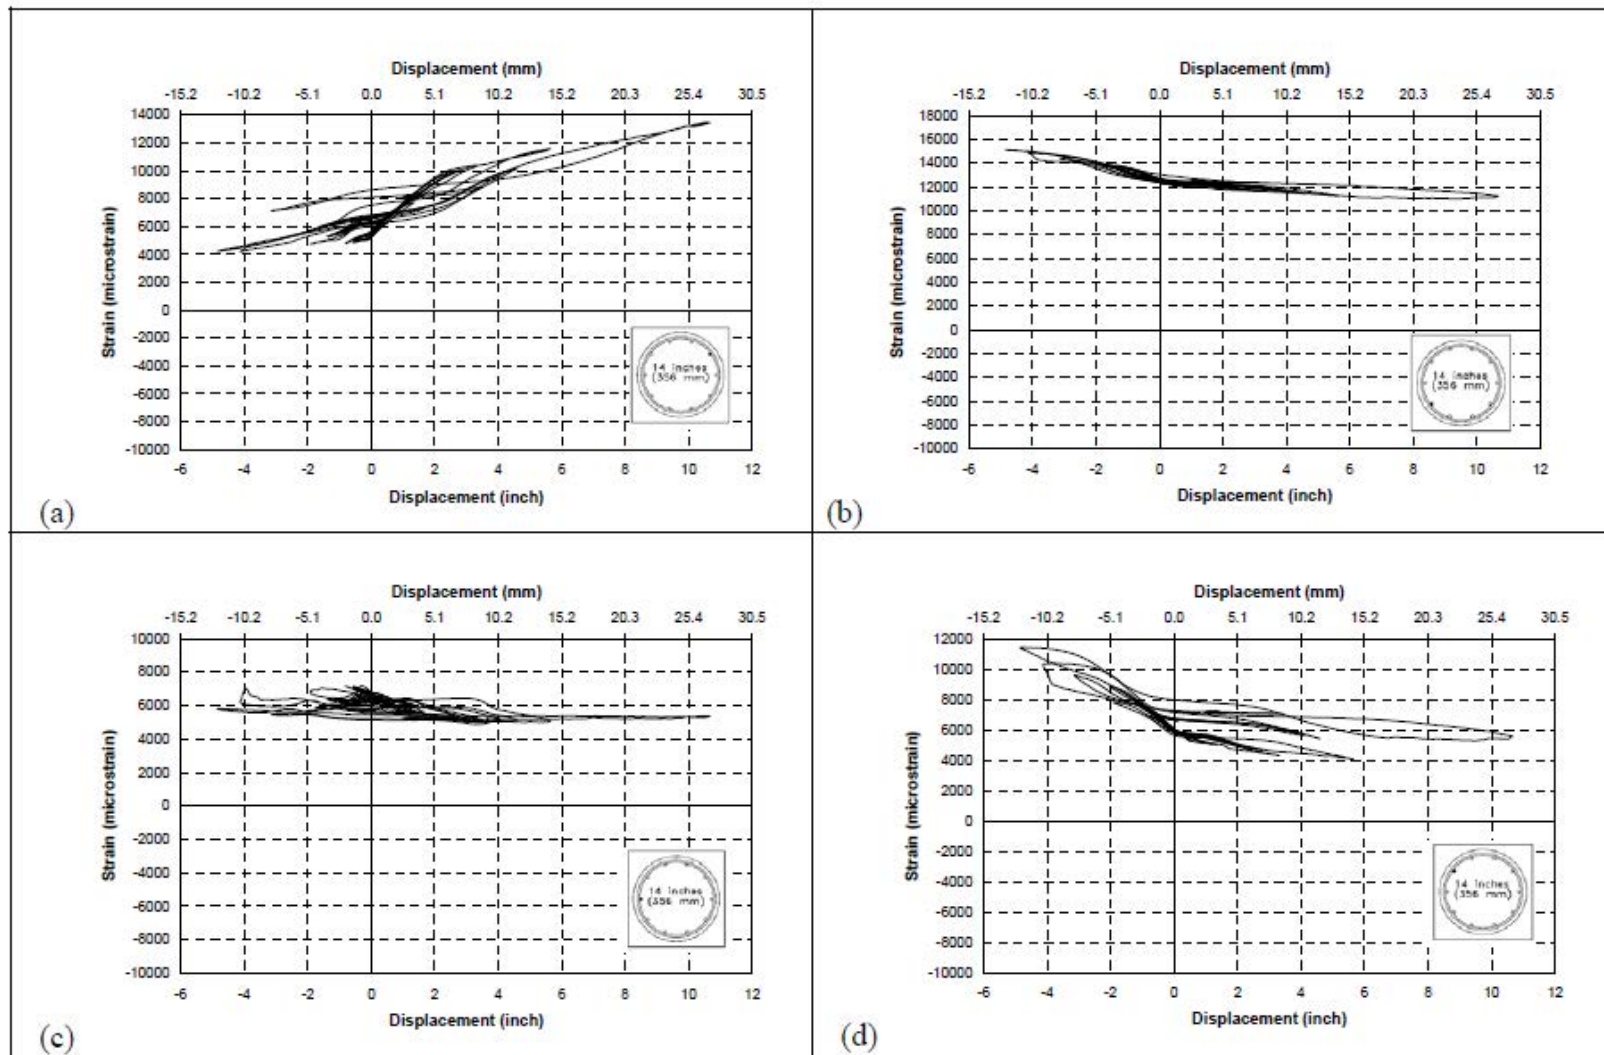 Displacement (mm)
-15.2 -10.2 -5.1 0.0 5.1 10.2 15.2 20.3 25.4 30.5
14000
12000
10000
8000
6000
4000
2000
0
-2000
-4000
-6000
-8000
-10000
Strain (microstrain)
14 inches
(356 mm)
-6 -4 -2 0 2 4 6 8 10 12
Displacement (inch)
(a)
Displacement (mm)
-15.2 -10.2 -5.1 0.0 5.1 10.2 15.2 20.3 25.4 30.5
18000
16000
14000
12000
10000
8000
6000
4000
2000
0
-2000
-4000
-6000
-8000
-10000
Strain (microstrain)
14 inches
(356 mm)
-6 -4 -2 0 2 4 6 8 10 12
Displacement (inch)
(b)
Displacement (mm)
-15.2 -10.2 -5.1 0.0 5.1 10.2 15.2 20.3 25.4 30.5
10000
8000
6000
4000
2000
0
-2000
-4000
-6000
-8000
-10000
Strain (microstrain)
14 inches
(356 mm)
-6 -4 -2 0 2 4 6 8 10 12
Displacement (inch)
(c)
Displacement (mm)
-15.2 -10.2 -5.1 0.0 5.1 10.2 15.2 20.3 25.4 30.5
12000
10000
8000
6000
4000
2000
0
-2000
-4000
-6000
-8000
-10000
Strain (microstrain)
14 inches
(356 mm)
-6 -4 -2 0 2 4 6 8 10 12
Displacement (inch)
(d)